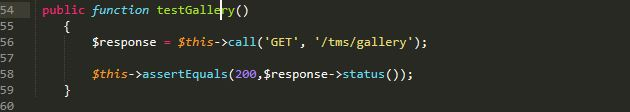 54 public function testGallery()
55 {
56 $response = $this->call('GET', '/tms/gallery');
57
58 $this->assertEquals(200,$response->status());
59 }
60